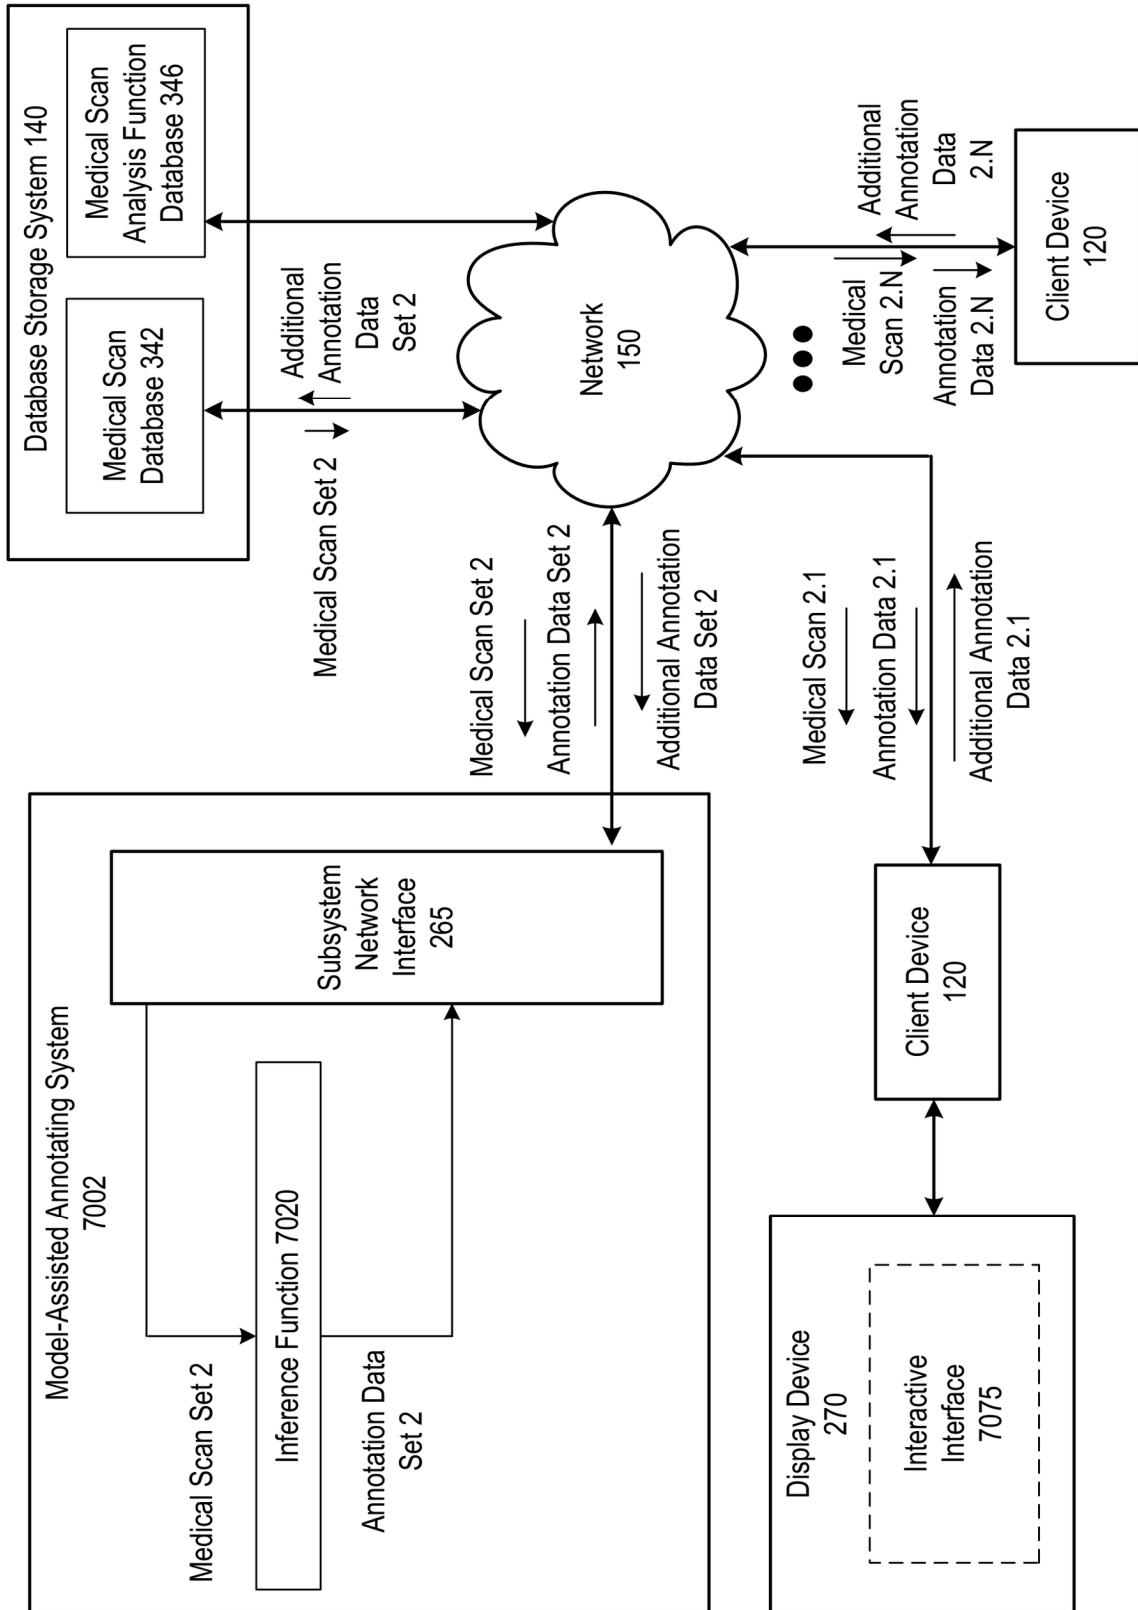 Model-Assisted Annotating System
7002
Medical Scan Set 2
Inference Function 7020
Annotation Data
Set 2
Subsystem
Network
Interface
265
Medical Scan Set 2
Annotation Data Set 2
Additional Annotation
Data Set 2
Database Storage System 140
Medical Scan
Database 342
Medical Scan
Analysis Function
Database 346
Medical Scan Set 2
Additional
Annotation
Data
Set 2
Network
150
Display Device
270
Interactive
Interface
7075
Client Device
120
Medical Scan 2.1
Annotation Data 2.1
Additional Annotation
Data 2.1
Medical
Scan 2.N
Annotation
Data 2.N
Additional
Annotation
Data
2.N
Client Device
120